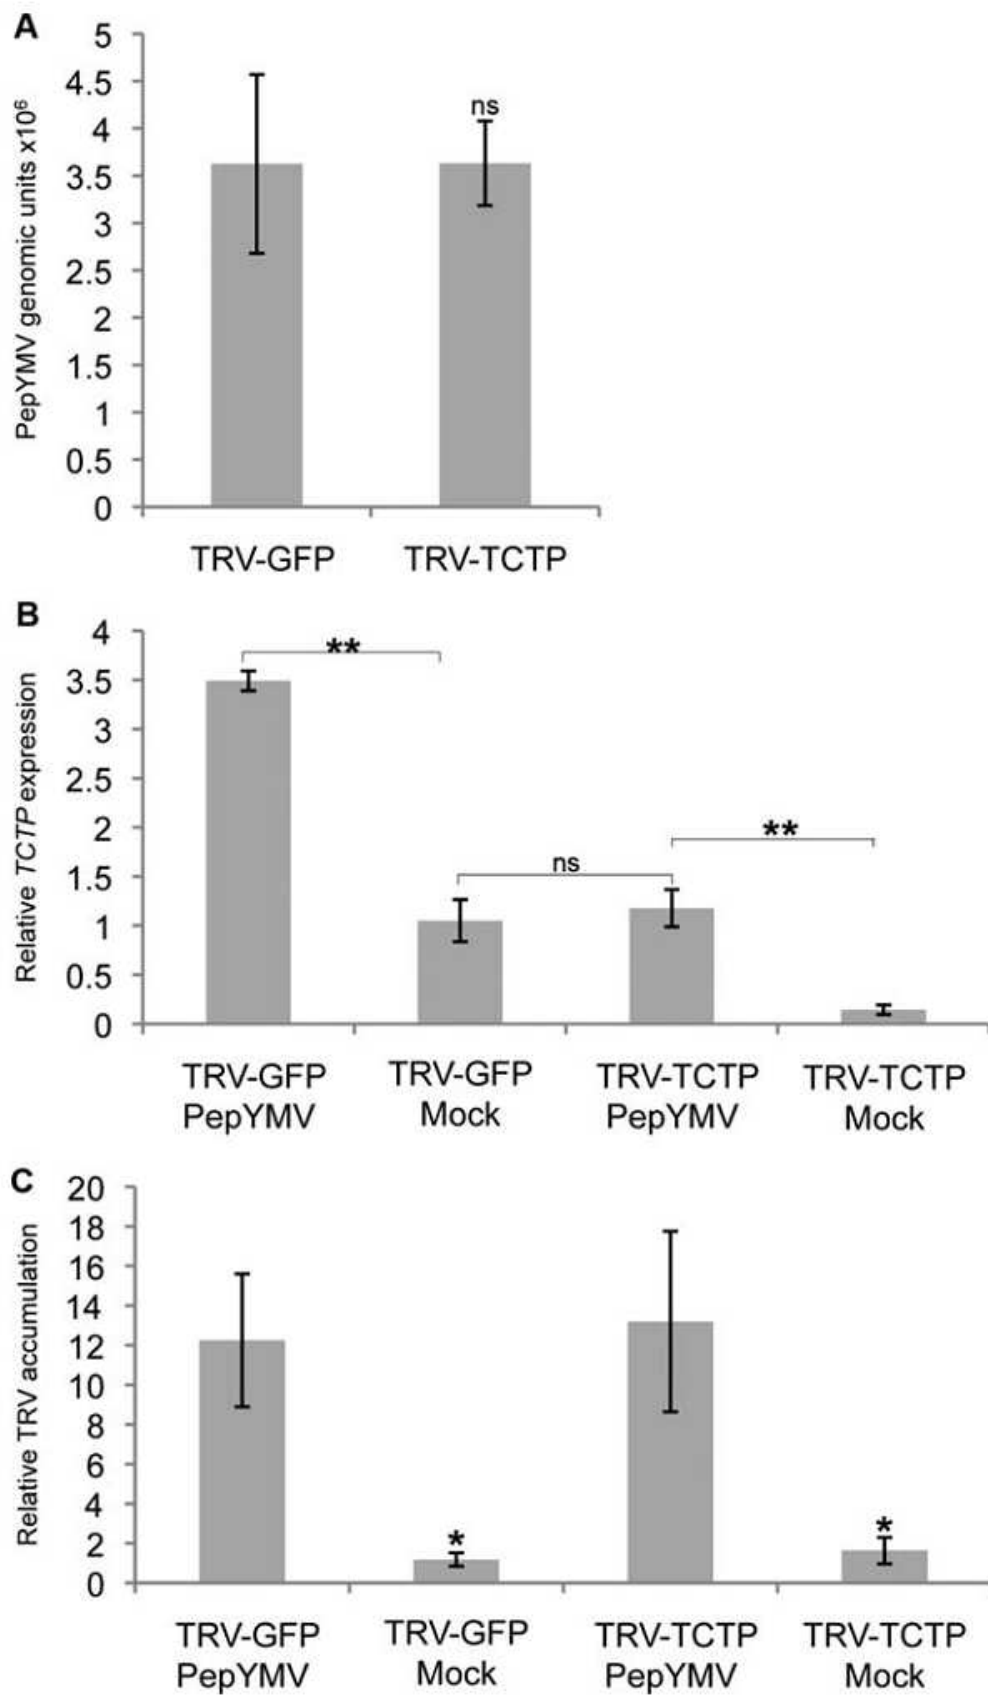 A
PepYMV genomic units x10⁶
5
4.5
4
3.5
3
2.5
2
1.5
1
0.5
0
ns
TRV-GFP TRV-TCTP
B
Relative TCTP expression
4
3.5
3
2.5
2
1.5
1
0.5
0
**
ns
**
TRV-GFP PepYMV
TRV-GFP Mock
TRV-TCTP PepYMV
TRV-TCTP Mock
C
Relative TRV accumulation
20
18
16
14
12
10
8
6
4
2
0
*
*
TRV-GFP PepYMV
TRV-GFP Mock
TRV-TCTP PepYMV
TRV-TCTP Mock